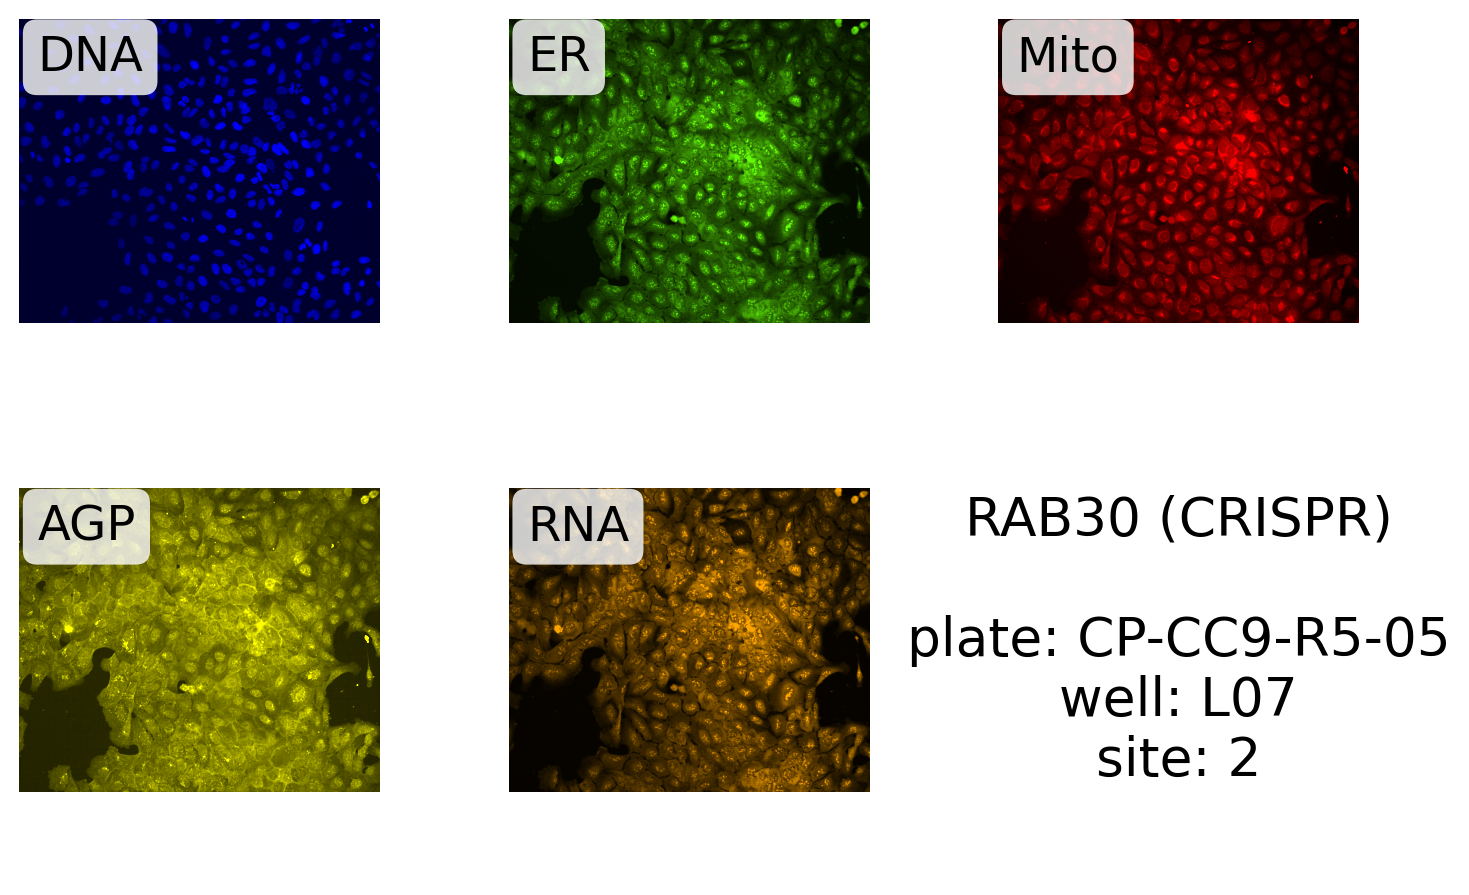 DNA
ER
Mito
AGP
RNA
RAB30 (CRISPR)
plate: CP-CC9-R5-05
well: L07
site: 2